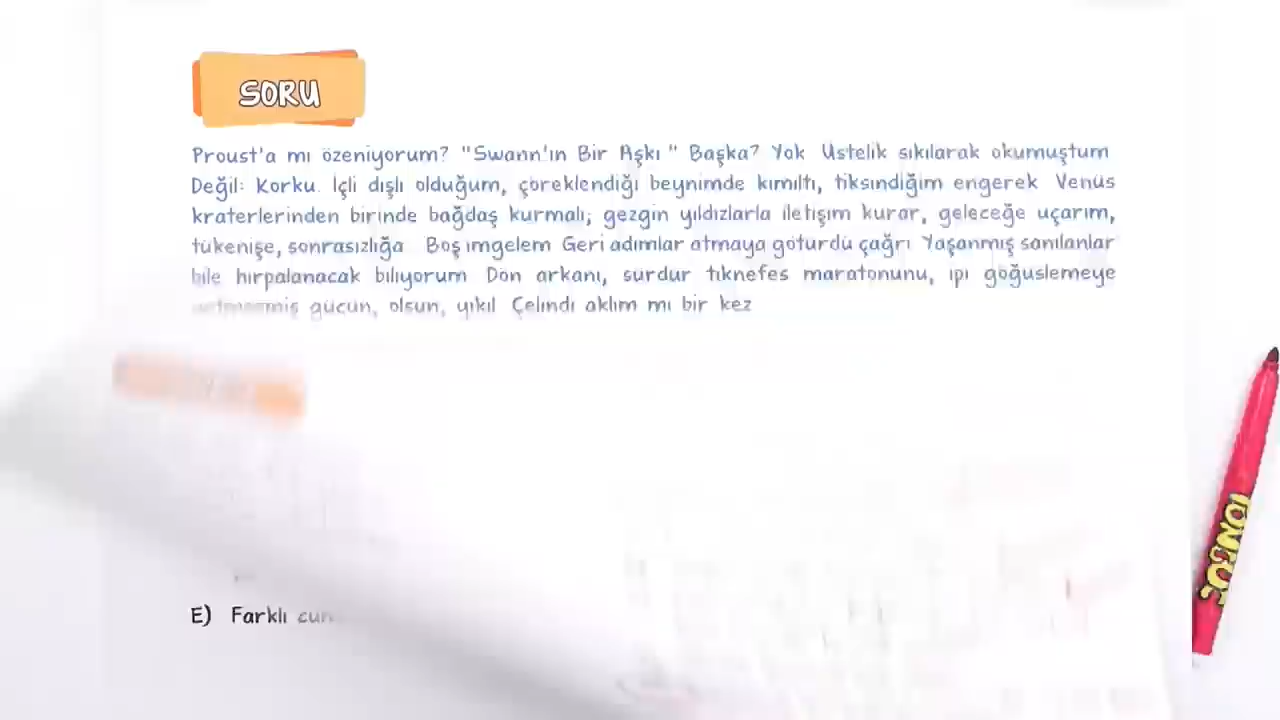 SORU
Proust'a mı özeniyorum? "Swann'ın Bir Aşkı " Başka? Yok Üstelik sıkılarak okumuştum
Değil: Korku. İçli dışlı olduğum, çöreklendiği beynimde kımıltı, tiksindiğim engerek Venüs
kraterlerinden birinde bağdaş kurmalı; gezgin yıldızlarla iletişim kurar, geleceğe uçarım,
tükenişe, sonrasızlığa Boş imgelem Geri adımlar atmaya götürdü çağrı Yaşanmış sanılanlar
bile hırpalanacak biliyorum Dön arkanı, sürdür tıknefes maratonunu, ipi göğüslemeye
gücün, olsun, yıkıl Çelindi aklım mı bir kez
E) Farklı